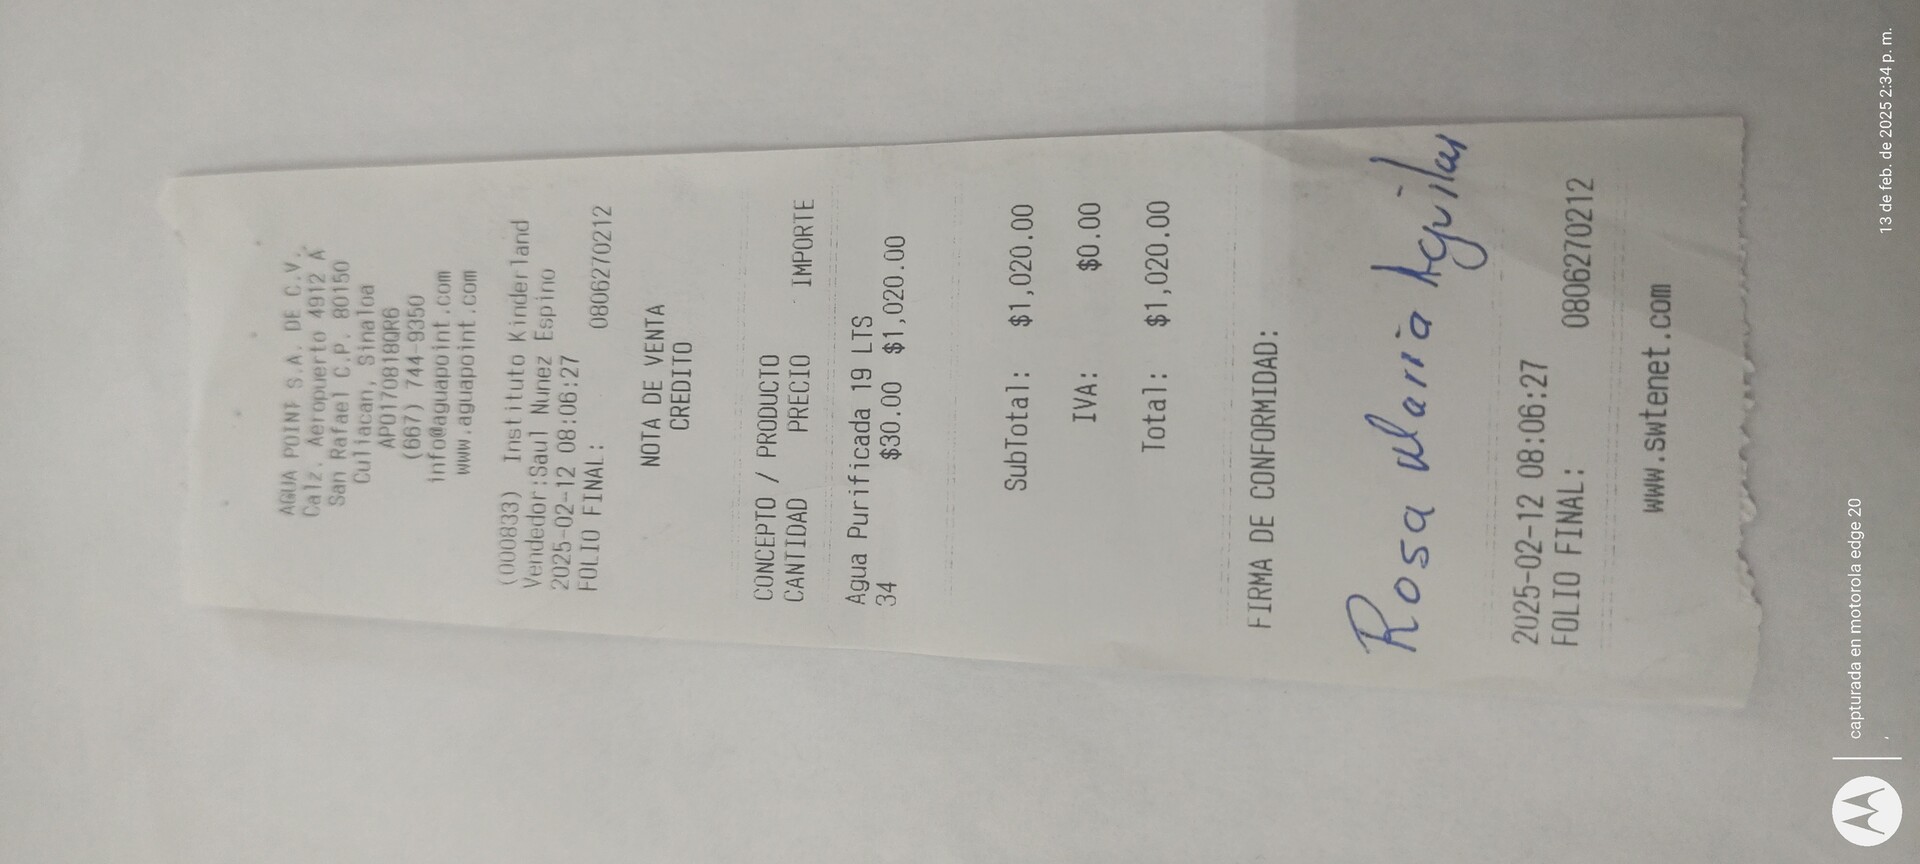 AGUA POINT S.A. DE C.V.
Calz. Aeropuerto 4912 A
San Rafael C.P. 80150
Culiacan, Sinaloa
APO170818QR6
(667) 744-9350
info@aguapoint.com
www.aguapoint.com
(000833) Instituto Kinderland
Vendedor:Saul Nunez Espino
2025-02-12 08:06:27
FOLIO FINAL: 0806270212
NOTA DE VENTA
CREDITO
CONCEPTO / PRODUCTO
CANTIDAD PRECIO IMPORTE
Agua Purificada 19 LTS
34 $30.00 $1,020.00
SubTotal: $1,020.00
IVA: $0.00
Total: $1,020.00
FIRMA DE CONFORMIDAD:
Rosa Maria Aguilar
2025-02-12 08:06:27
FOLIO FINAL: 0806270212
www.swtenet.com
capturada en motorola edge 20
13 de feb. de 2025 2:34 p. m.